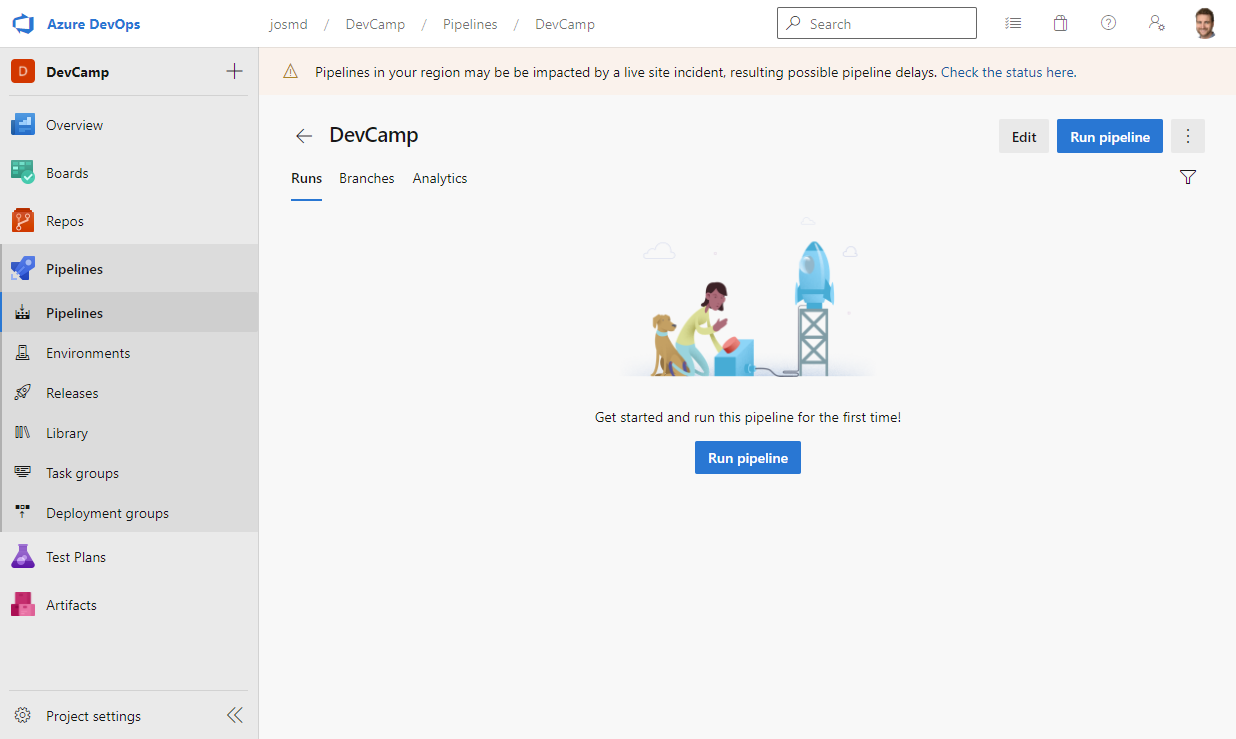 Azure DevOps
josmd / DevCamp / Pipelines / DevCamp
Search
D DevCamp
Pipelines in your region may be be impacted by a live site incident, resulting possible pipeline delays. Check the status here.
Overview
Boards
Repos
Pipelines
Pipelines
Environments
Releases
Library
Task groups
Deployment groups
Test Plans
Artifacts
Project settings
DevCamp
Edit
Run pipeline
Runs
Branches
Analytics
Get started and run this pipeline for the first time!
Run pipeline